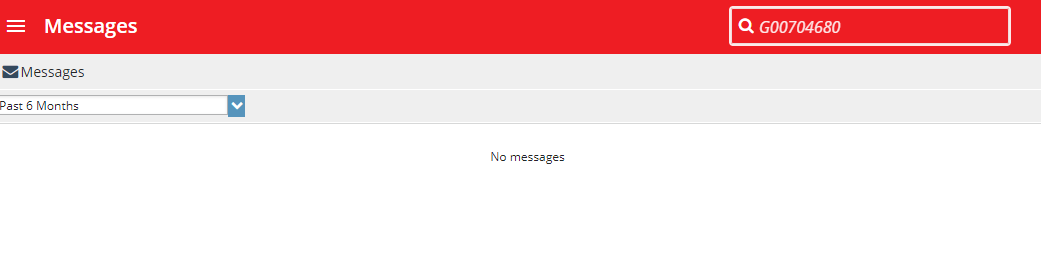 Messages
G00704680
Messages
Past 6 Months
No messages